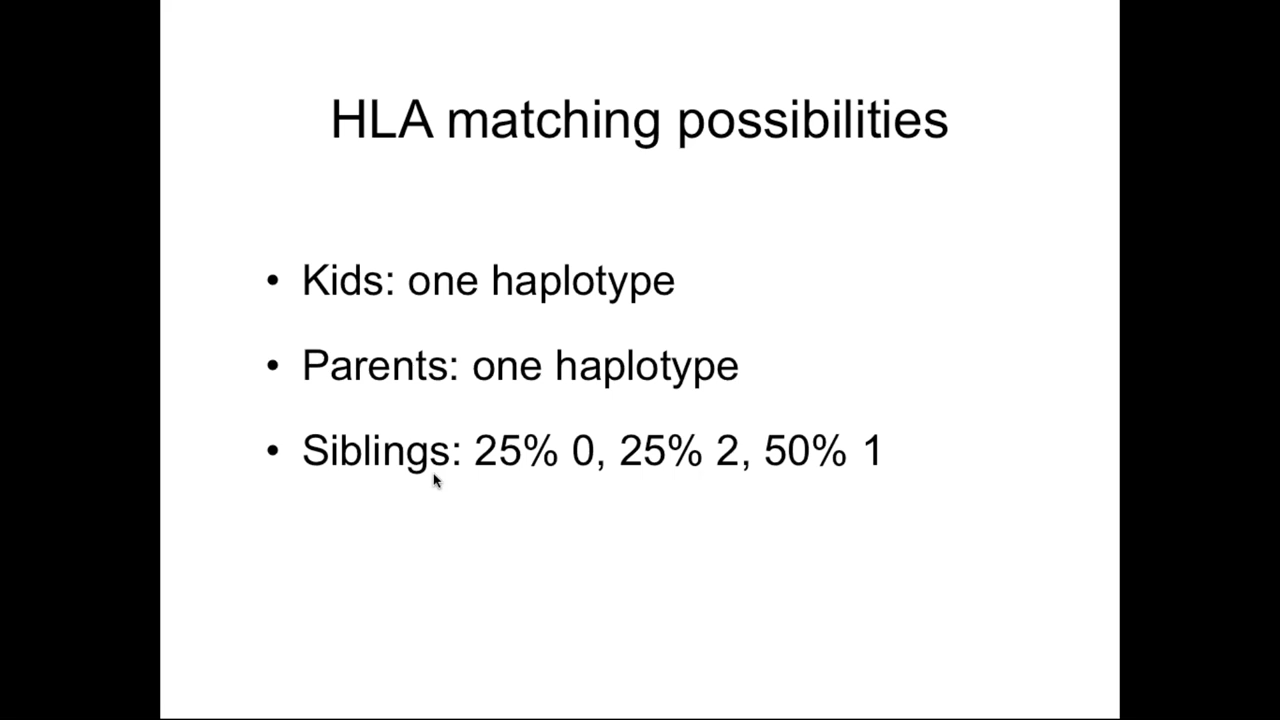 HLA matching possibilities
• Kids: one haplotype
• Parents: one haplotype
• Siblings: 25% 0, 25% 2, 50% 1